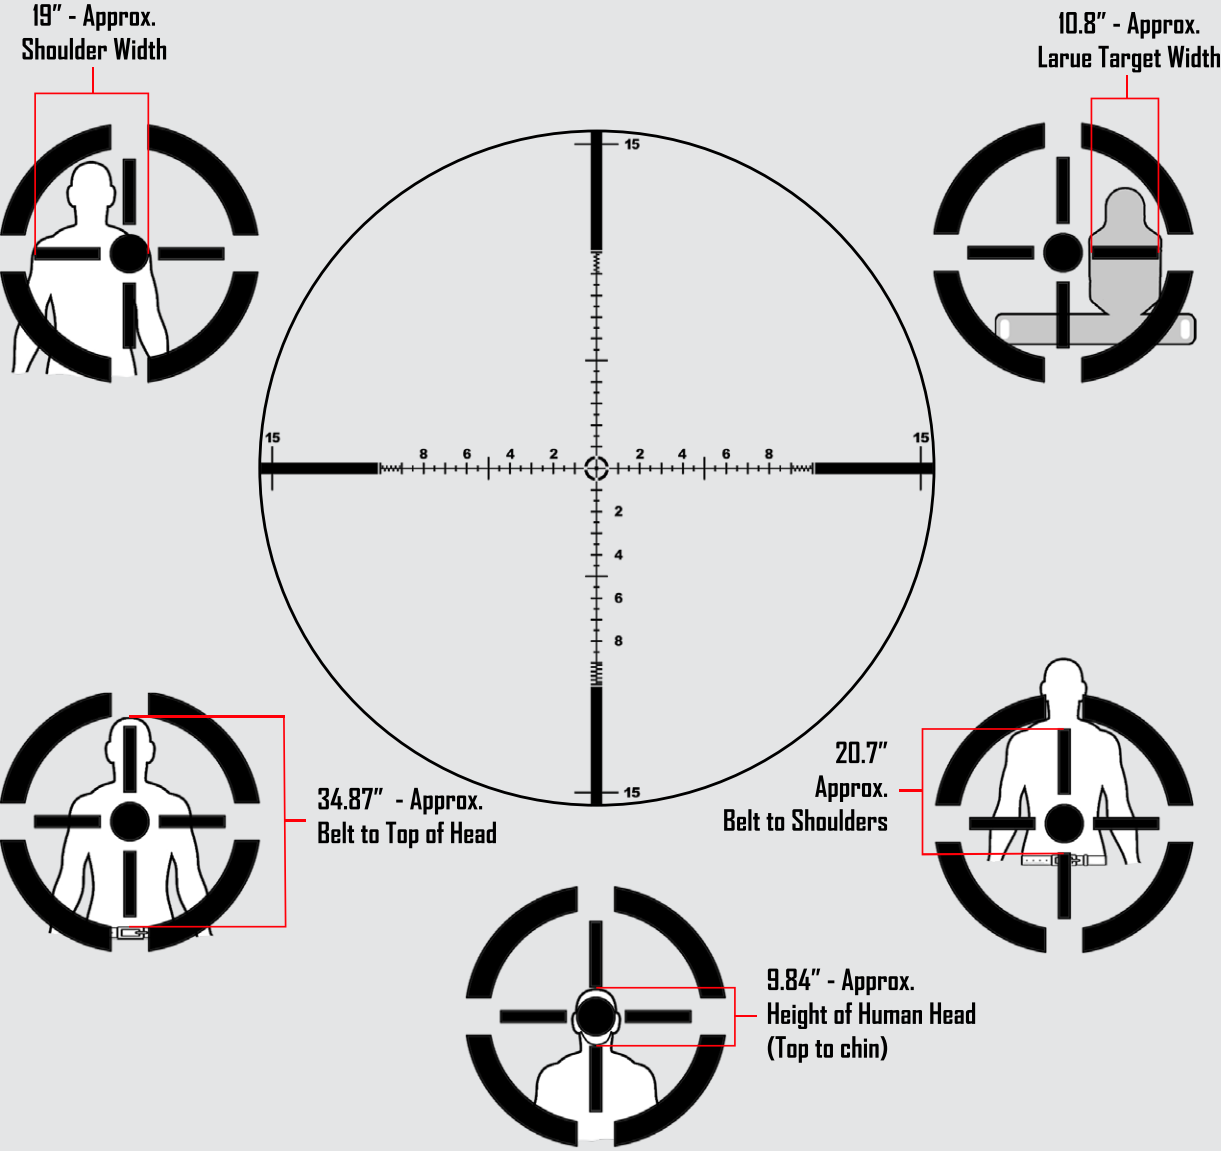 19” - Approx.
Shoulder Width
10.8” - Approx.
Larue Target Width
15
15
15
8
6
4
2
2
4
6
8
2
4
6
8
15
34.87” - Approx.
Belt to Top of Head
20.7”
Approx.
Belt to Shoulders
9.84” - Approx.
Height of Human Head
(Top to chin)